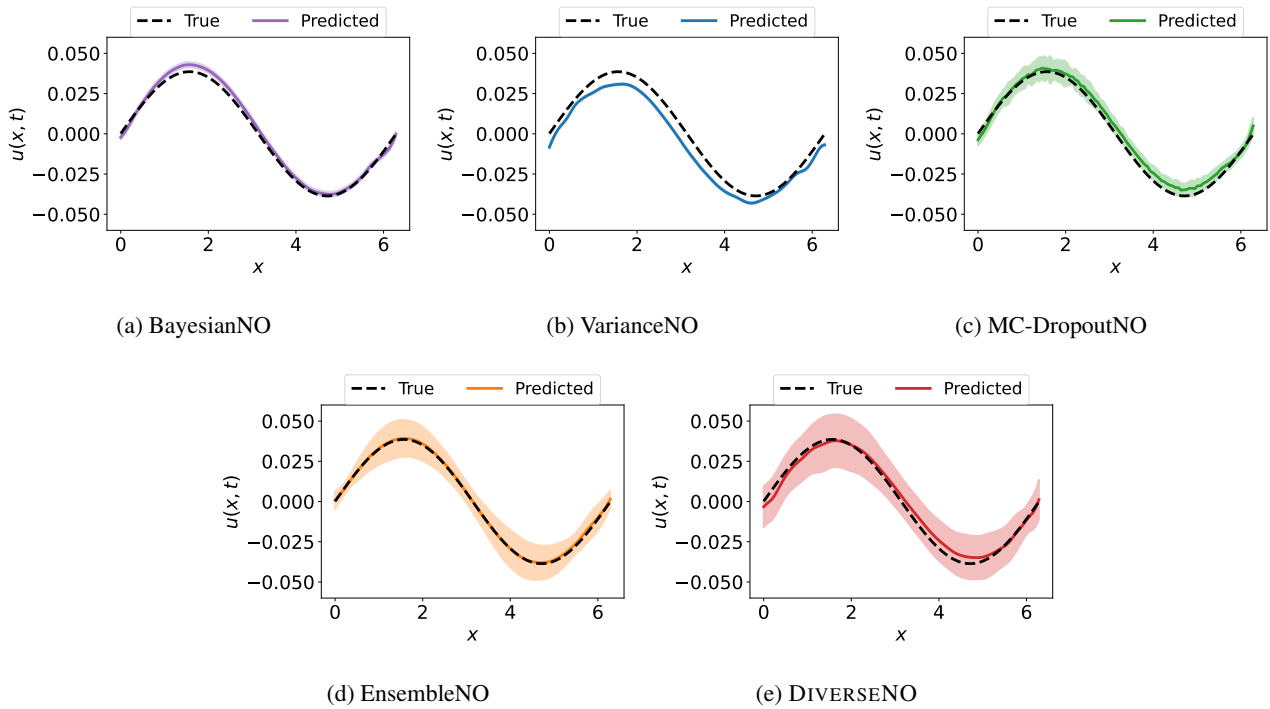 True Predicted
0.050
0.025
0.000
−0.025
−0.050
u(x, t)
0 2 4 6
x
(a) BayesianNO
True Predicted
0.050
0.025
0.000
−0.025
−0.050
u(x, t)
0 2 4 6
x
(b) VarianceNO
True Predicted
0.050
0.025
0.000
−0.025
−0.050
u(x, t)
0 2 4 6
x
(c) MC-DropoutNO
True Predicted
0.050
0.025
0.000
−0.025
−0.050
u(x, t)
0 2 4 6
x
(d) EnsembleNO
True Predicted
0.050
0.025
0.000
−0.025
−0.050
u(x, t)
0 2 4 6
x
(e) DIVERSENO